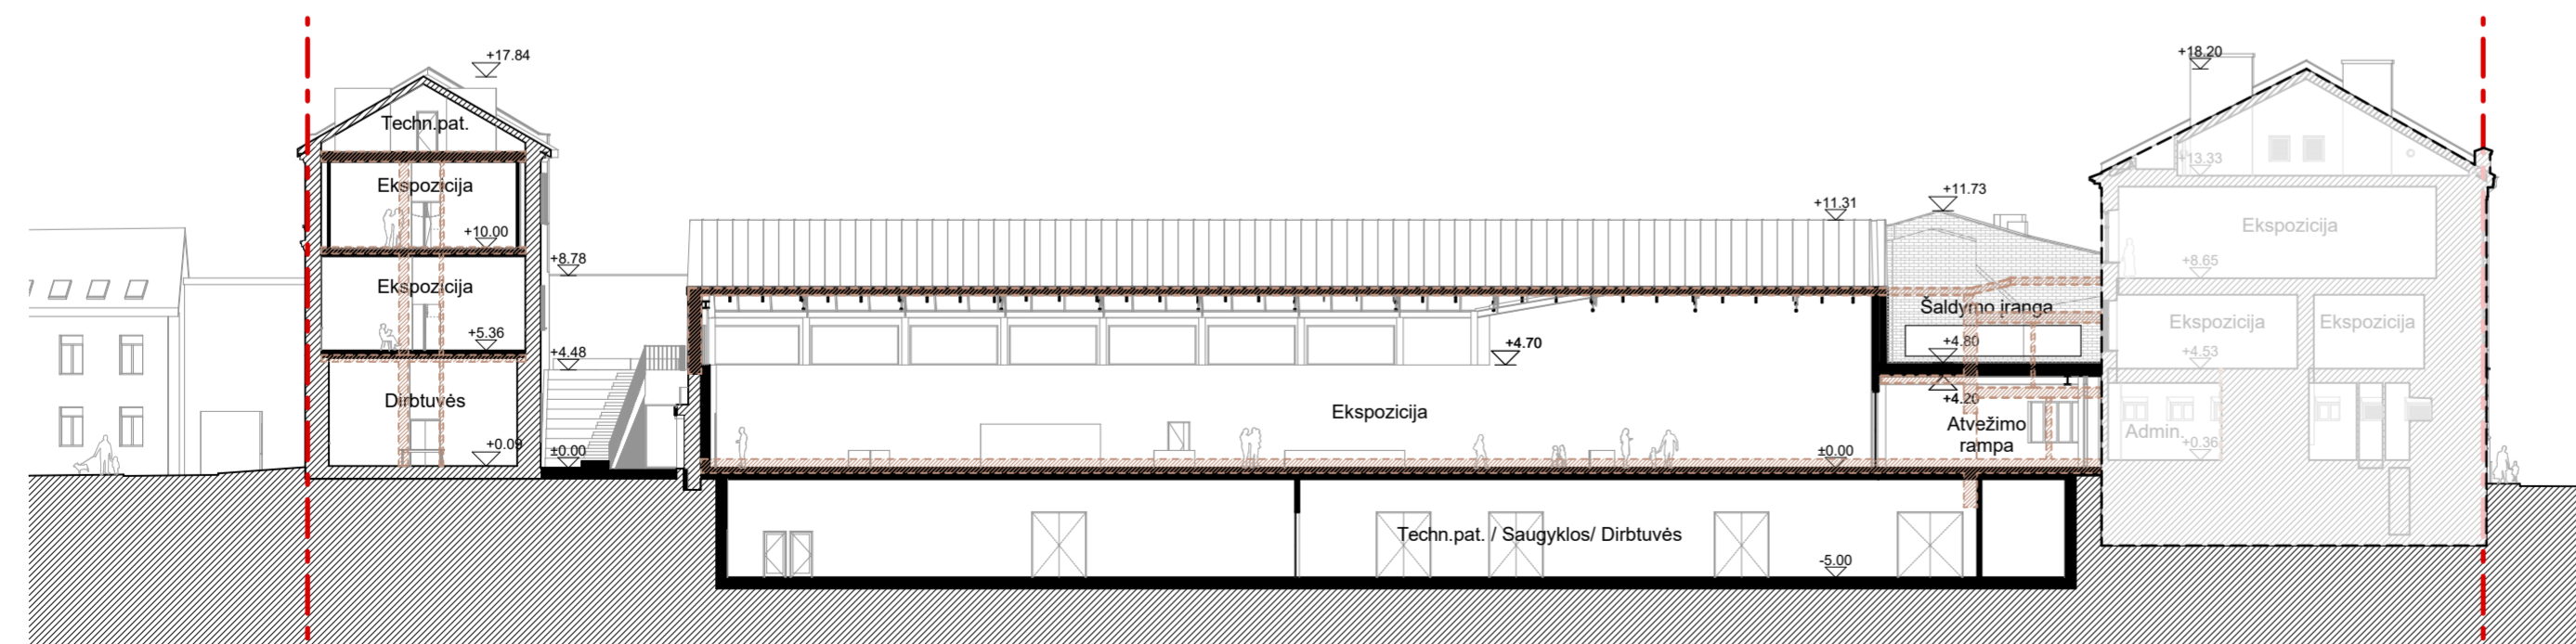 +17.84
Techn.pat.
Ekspozicija
+10.00
Ekspozicija
+5.36
Dirbtuvės
+0.09
+8.78
+4.48
±0.00
+11.31
+4.70
Ekspozicija
±0.00
Techn.pat. / Saugyklos/ Dirbtuvės
-5.00
+11.73
Šaldymo įranga
+4.80
+4.20
Atvežimo
rampa
+18.20
+13.33
Ekspozicija
+8.65
Ekspozicija
Ekspozicija
+4.53
Admin.
+0.36